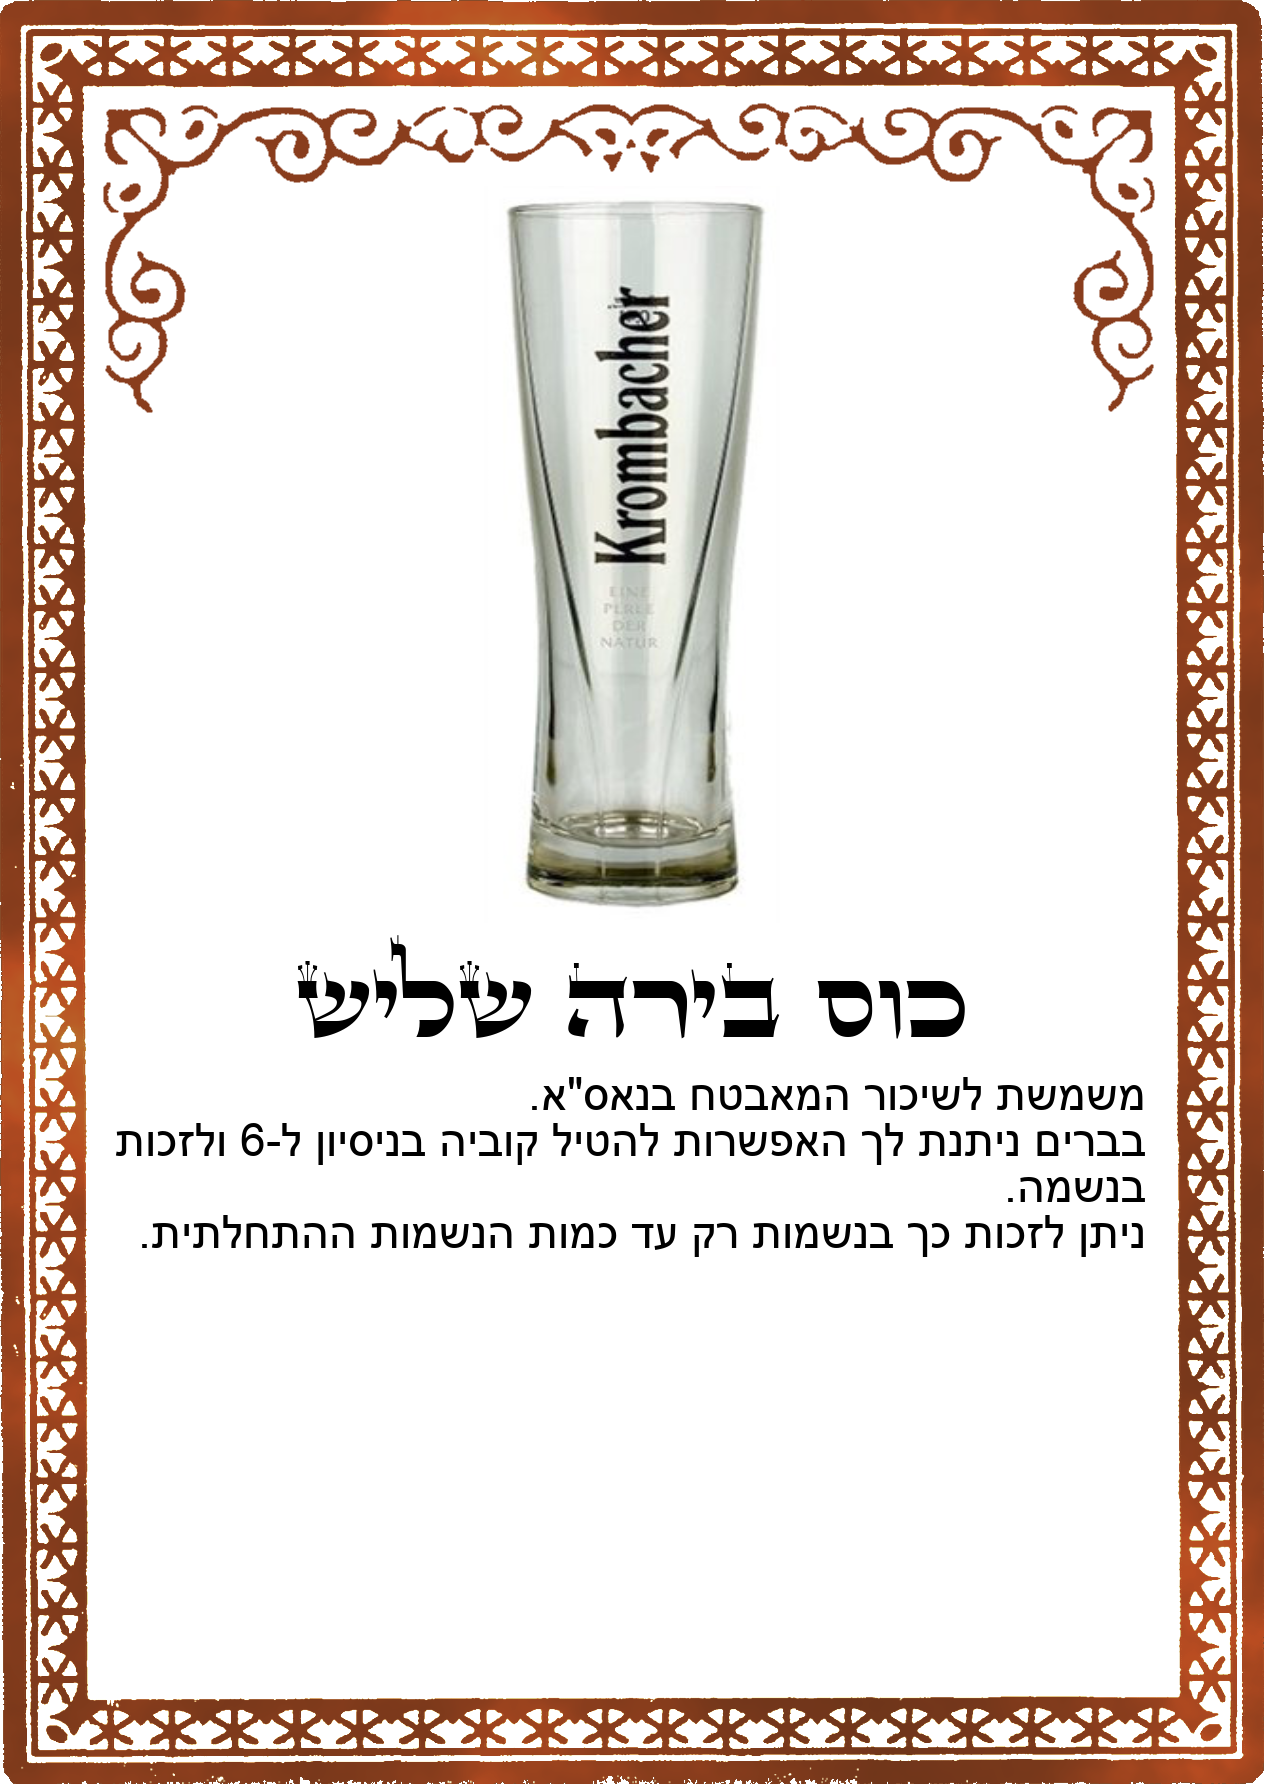 Krombacher
EINE
PERLE
DER
NATUR
כוס בירה שליש
משמשת לשיכור המאבטח בנאס"א.
בברים ניתנת לך האפשרות להטיל קוביה בניסיון ל-6 ולזכות
בנשמה.
ניתן לזכות כך בנשמות רק עד כמות הנשמות ההתחלתית.